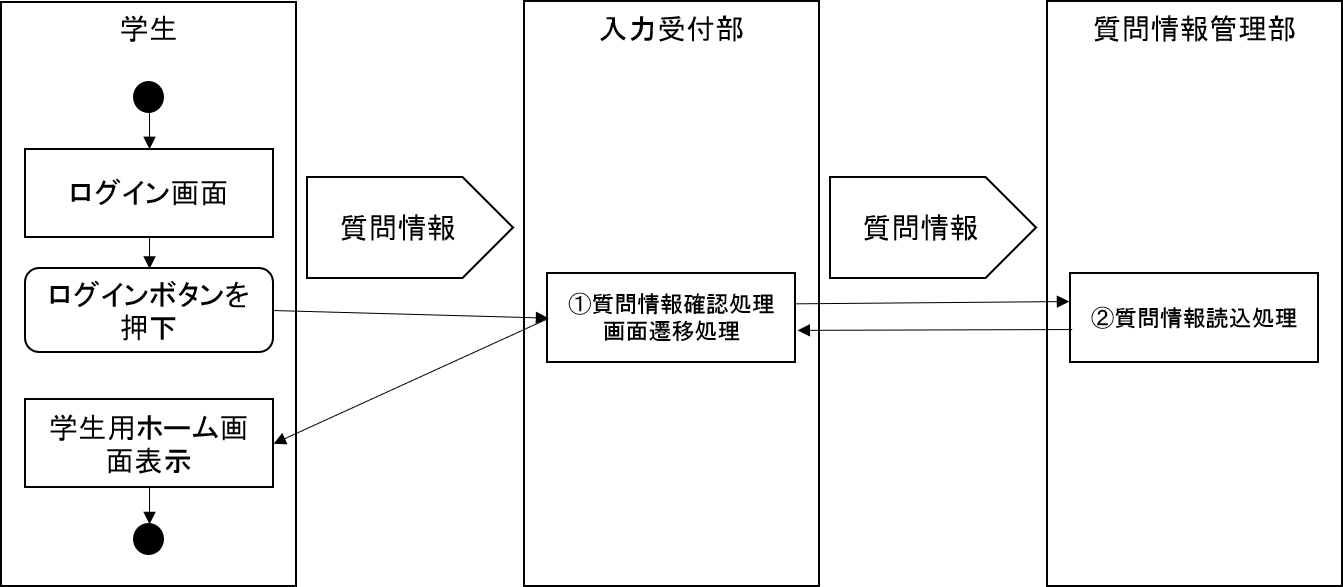 学生
入力受付部
質問情報管理部
ログイン画面
質問情報
質問情報
ログインボタンを
押下
①質問情報確認処理
画面遷移処理
②質問情報読込処理
学生用ホーム画
面表示